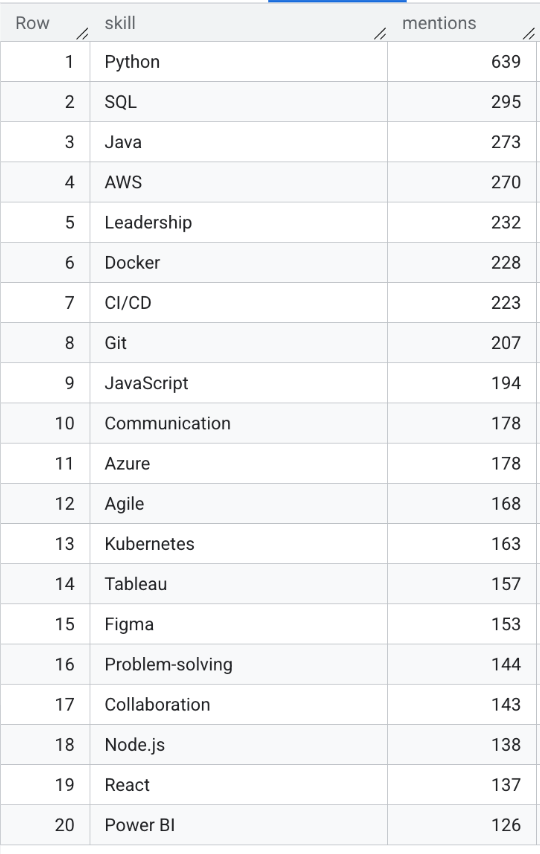 Row skill mentions
1 Python 639
2 SQL 295
3 Java 273
4 AWS 270
5 Leadership 232
6 Docker 228
7 CI/CD 223
8 Git 207
9 JavaScript 194
10 Communication 178
11 Azure 178
12 Agile 168
13 Kubernetes 163
14 Tableau 157
15 Figma 153
16 Problem-solving 144
17 Collaboration 143
18 Node.js 138
19 React 137
20 Power BI 126